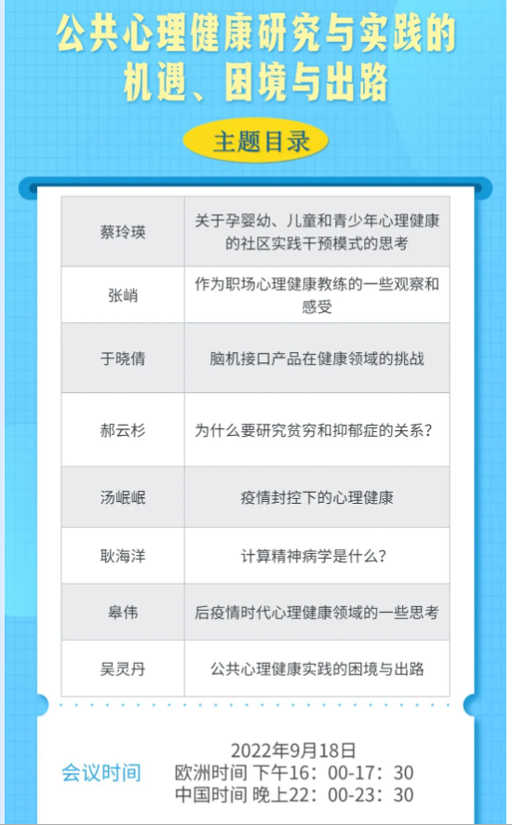 公共心理健康研究与实践的
机遇、困境与出路
主题目录
蔡玲瑛
关于孕婴幼、儿童和青少年心理健康
的社区实践干预模式的思考
张峭
作为职场心理健康教练的一些观察和
感受
于晓倩
脑机接口产品在健康领域的挑战
郝云杉
为什么要研究贫穷和抑郁症的关系？
汤岷岷
疫情封控下的心理健康
耿海洋
计算精神病学是什么？
皋伟
后疫情时代心理健康领域的一些思考
吴灵丹
公共心理健康实践的困境与出路
会议时间
2022年9月18日
欧洲时间 下午16：00-17：30
中国时间 晚上22：00-23：30